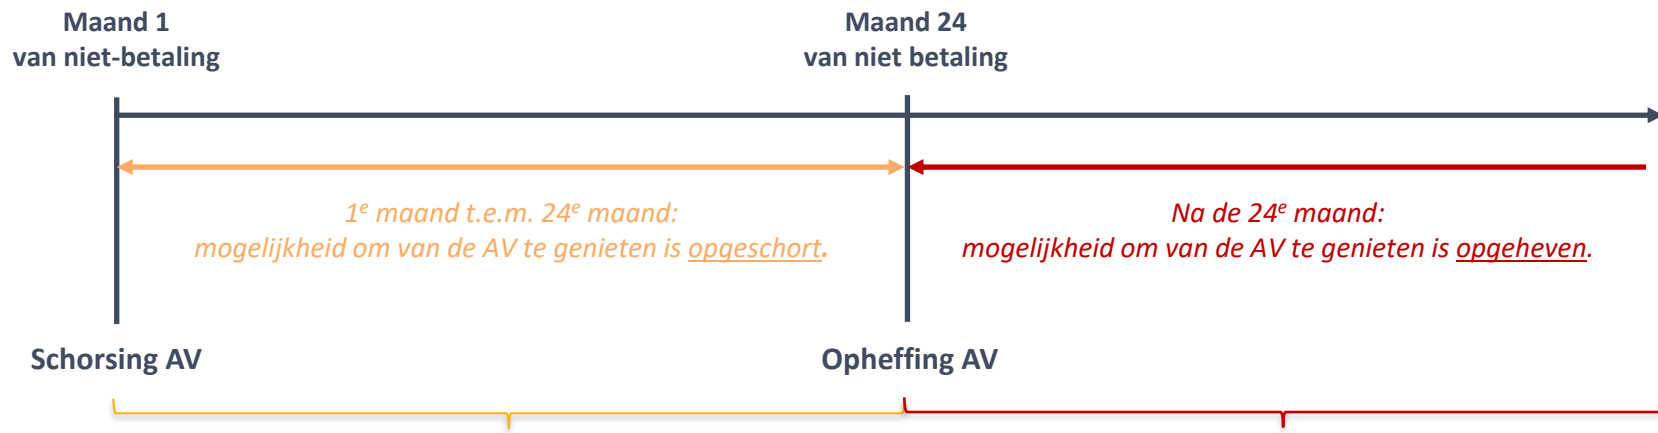 Maand 1
van niet-betaling
Maand 24
van niet betaling
1e maand t.e.m. 24e maand:
mogelijkheid om van de AV te genieten is opgeschort.
Na de 24e maand:
mogelijkheid om van de AV te genieten is opgeheven.
Schorsing AV
Opheffing AV